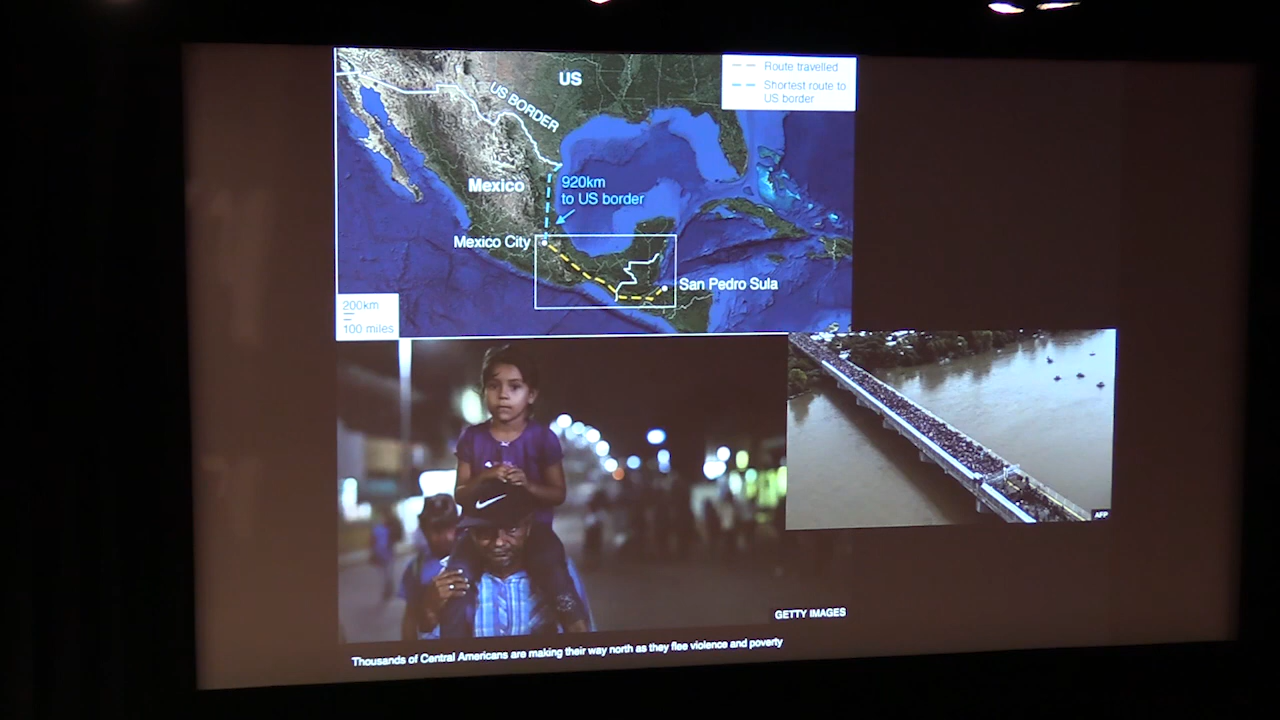 US
Route travelled
Shortest route to
US border
US BORDER
Mexico
920km
to US border
Mexico City
San Pedro Sula
200km
100 miles
AFP
GETTY IMAGES
Thousands of Central Americans are making their way north as they flee violence and poverty